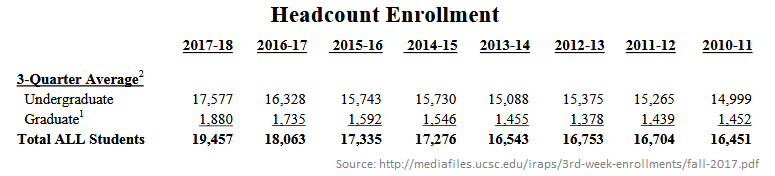 Headcount Enrollment
2017-18 2016-17 2015-16 2014-15 2013-14 2012-13 2011-12 2010-11
3-Quarter Average2
Undergraduate 17,577 16,328 15,743 15,730 15,088 15,375 15,265 14,999
Graduate1 1,880 1,735 1,592 1,546 1,455 1,378 1,439 1,452
Total ALL Students 19,457 18,063 17,335 17,276 16,543 16,753 16,704 16,451
Source: http://mediafiles.ucsc.edu/iraps/3rd-week-enrollments/fall-2017.pdf